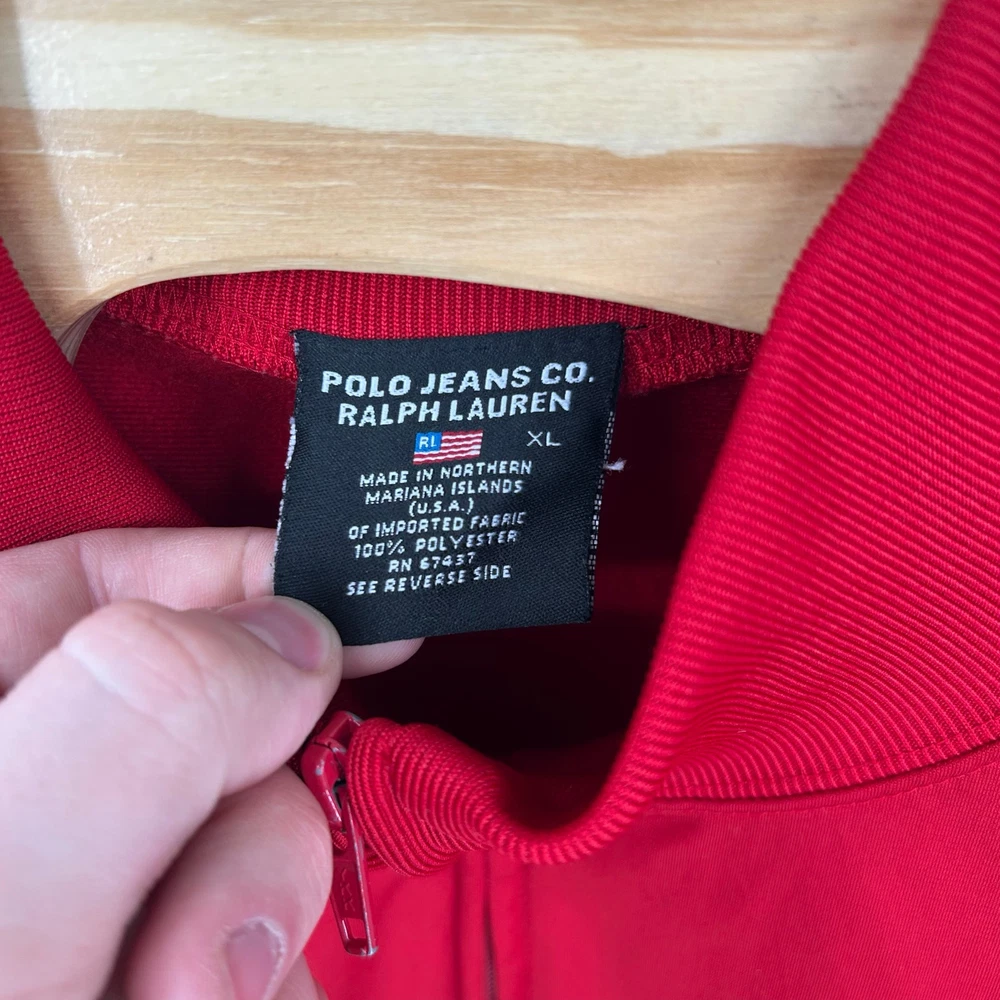 POLO JEANS CO.
RALPH LAUREN
RL XL
MADE IN NORTHERN
MARIANA ISLANDS
(U.S.A.)
OF IMPORTED FABRIC
100% POLYESTER
RN 67437
SEE REVERSE SIDE